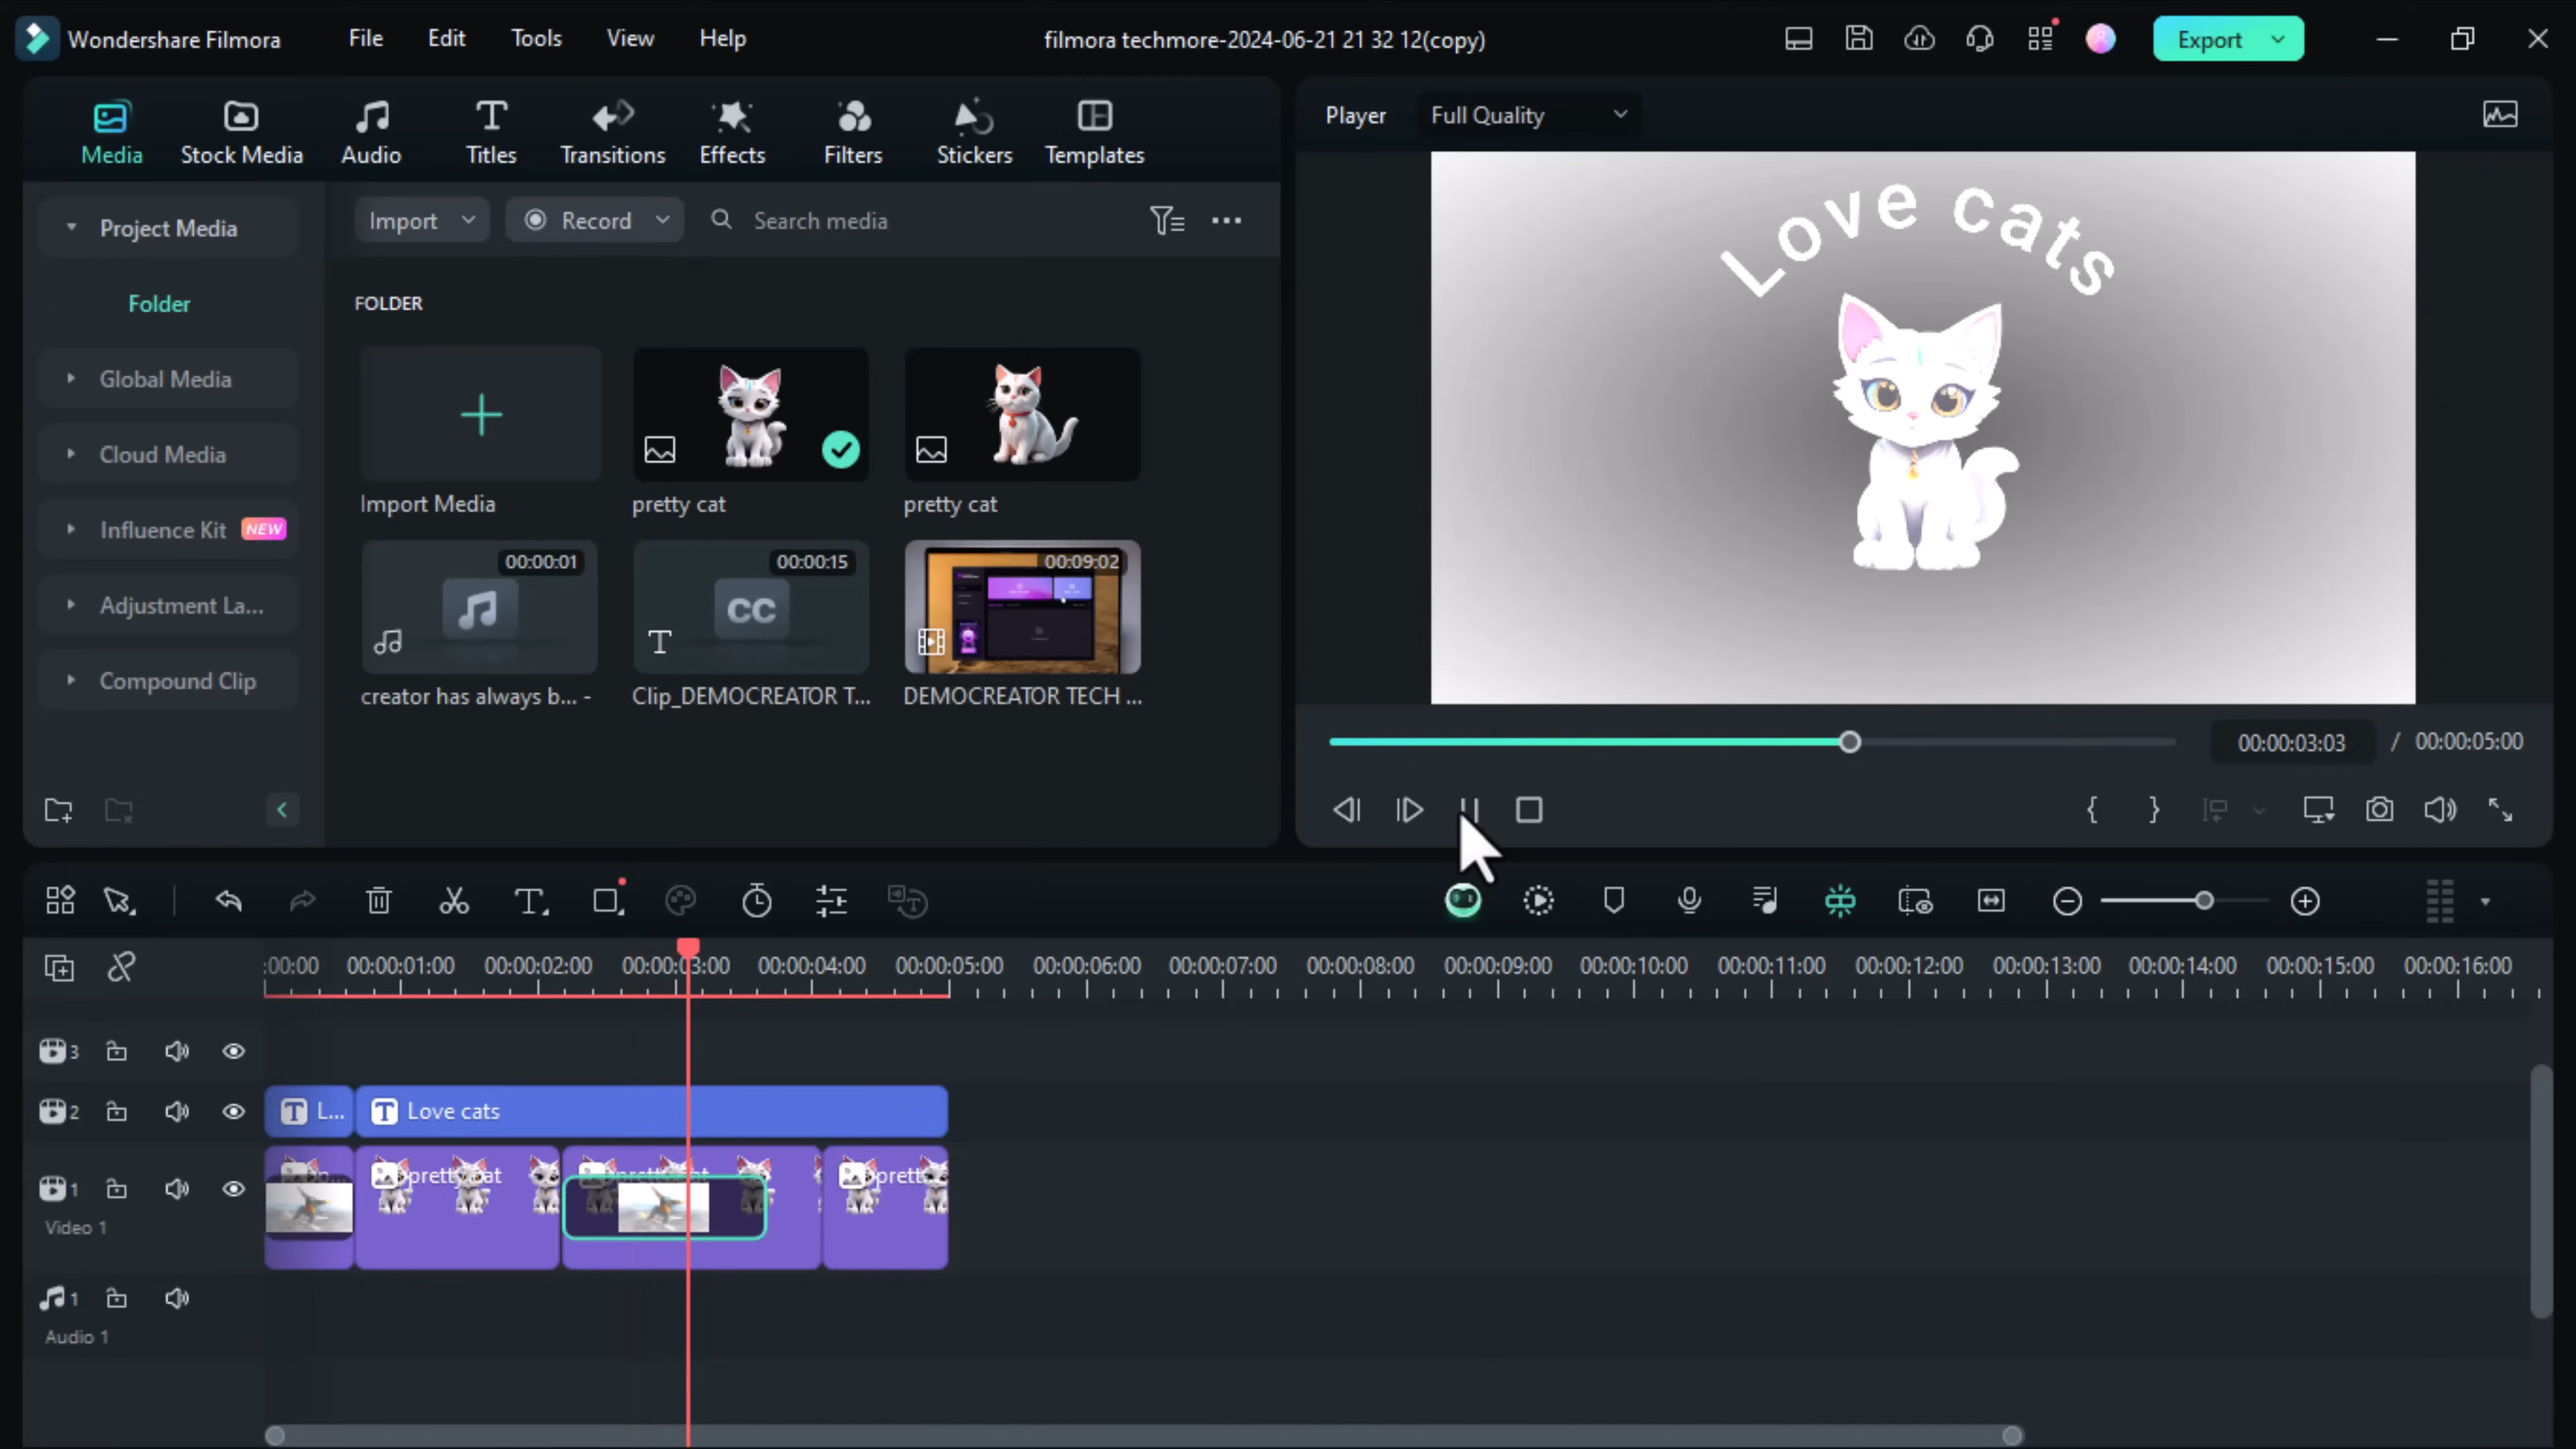 Wondershare Filmora File Edit Tools View Help filmora techmore-2024-06-21 21 32 12(copy) Export
Media Stock Media Audio Titles Transitions Effects Filters Stickers Templates
Player Full Quality
Project Media
Folder
Global Media
Cloud Media
Influence Kit NEW
Adjustment La...
Compound Clip
Import Record Search media
FOLDER
Import Media
pretty cat
pretty cat
00:00:01
creator has always b... -
00:00:15
CC
Clip_DEMOCREATOR T...
00:09:02
DEMOCREATOR TECH ...
Love cats
00:00:03:03 / 00:00:05:00
:00:00 00:00:01:00 00:00:02:00 00:00:03:00 00:00:04:00 00:00:05:00 00:00:06:00 00:00:07:00 00:00:08:00 00:00:09:00 00:00:10:00 00:00:11:00 00:00:12:00 00:00:13:00 00:00:14:00 00:00:15:00 00:00:16:00
3
2 L... Love cats
1 pretty cat pretty cat prett
Video 1
1
Audio 1